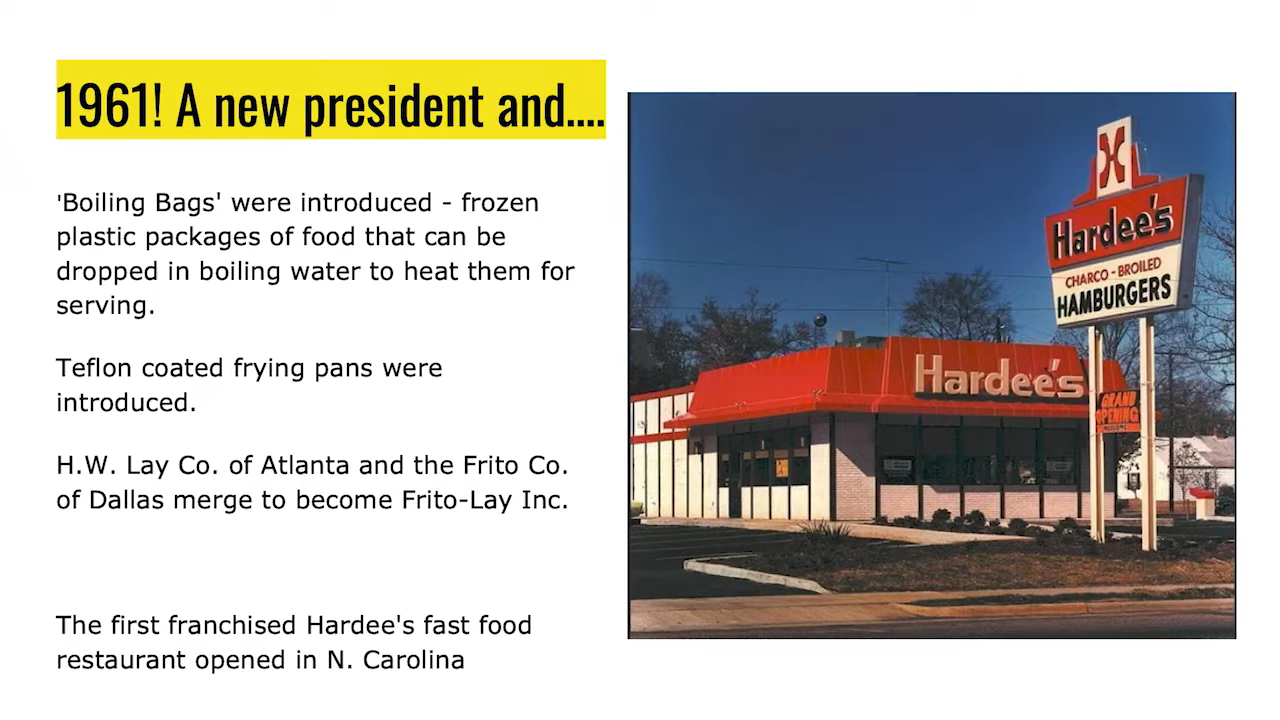 1961! A new president and....
'Boiling Bags' were introduced - frozen
plastic packages of food that can be
dropped in boiling water to heat them for
serving.
Teflon coated frying pans were
introduced.
H.W. Lay Co. of Atlanta and the Frito Co.
of Dallas merge to become Frito-Lay Inc.
The first franchised Hardee's fast food
restaurant opened in N. Carolina
H
Hardee's
CHARCO-BROILED
HAMBURGERS
Hardee's
GRAND
OPENING